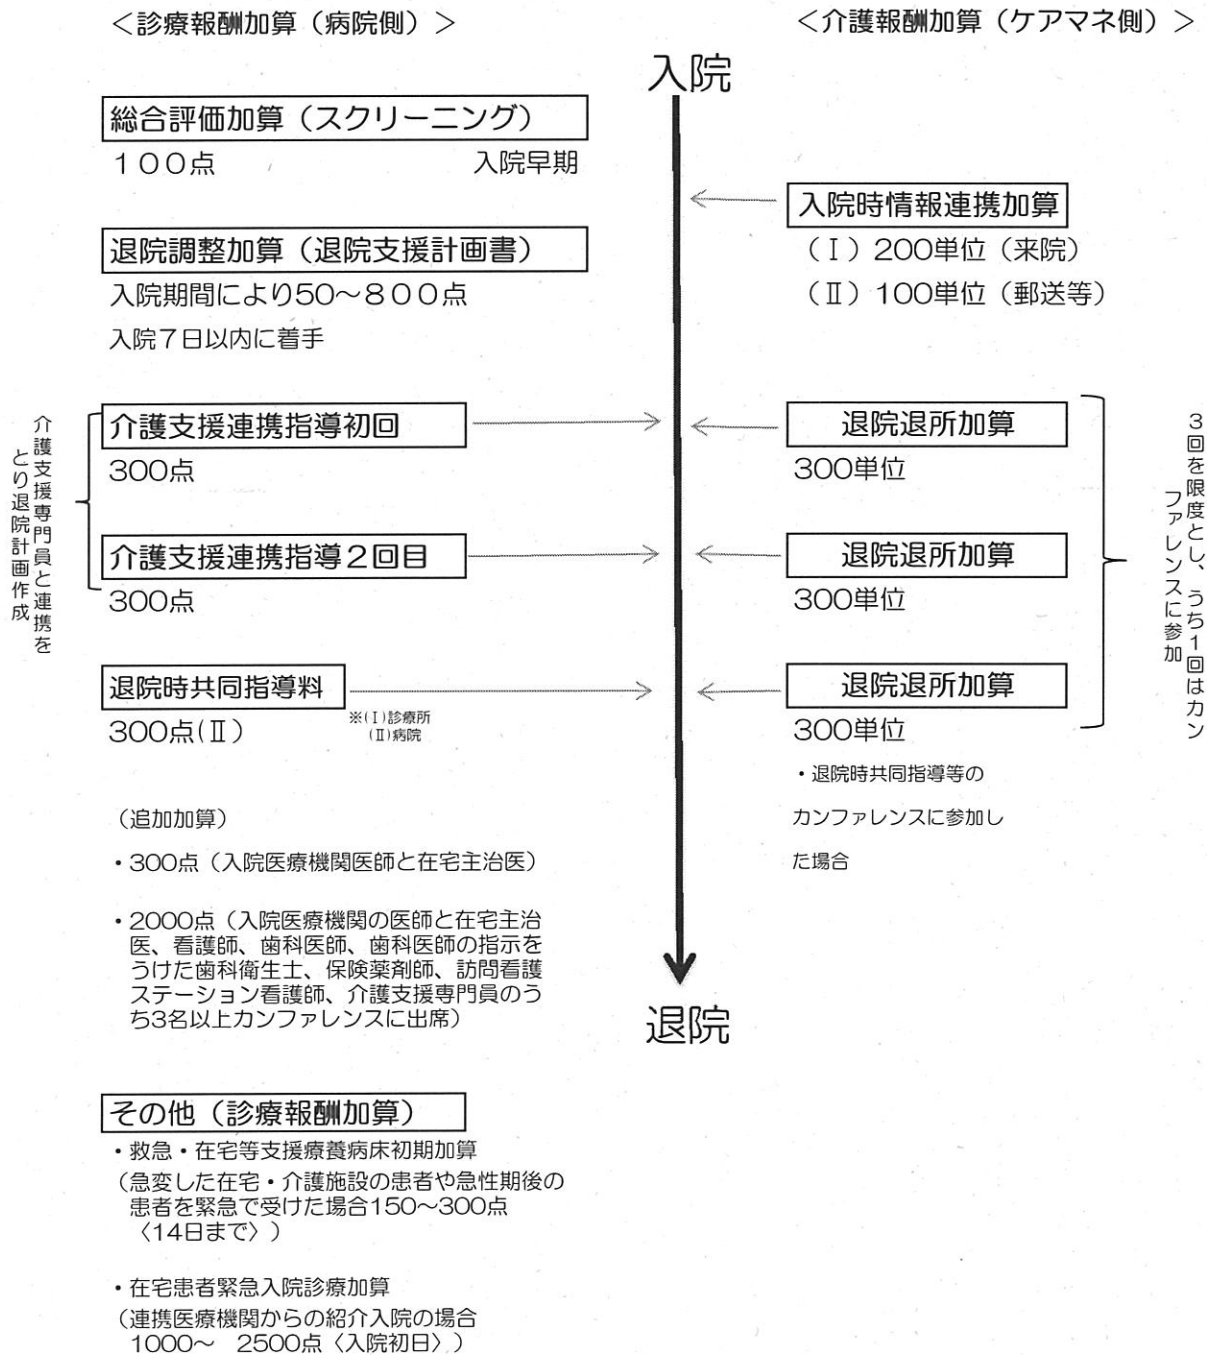 ＜診療報酬加算（病院側）＞
＜介護報酬加算（ケアマネ側）＞
入院
総合評価加算（スクリーニング）
１００点　入院早期
入院時情報連携加算
（Ⅰ）200単位（来院）
（Ⅱ）100単位（郵送等）
退院調整加算（退院支援計画書）
入院期間により50～８００点
入院７日以内に着手
介護支援専門員と連携を
とり退院計画作成
介護支援連携指導初回
300点
介護支援連携指導２回目
300点
退院時共同指導料
300点(Ⅱ)
※(Ⅰ)診療所
(Ⅱ)病院
退院退所加算
300単位
退院退所加算
300単位
退院退所加算
300単位
・退院時共同指導等の
カンファレンスに参加し
た場合
３回を限度とし、うち１回はカン
ファレンスに参加
（追加加算）
・300点（入院医療機関医師と在宅主治医）
・2000点（入院医療機関の医師と在宅主治
医、看護師、歯科医師、歯科医師の指示を
うけた歯科衛生士、保険薬剤師、訪問看護
ステーション看護師、介護支援専門員のう
ち3名以上カンファレンスに出席）
退院
その他（診療報酬加算）
・救急・在宅等支援療養病床初期加算
（急変した在宅・介護施設の患者や急性期後の
患者を緊急で受けた場合150～300点
〈14日まで〉）
・在宅患者緊急入院診療加算
（連携医療機関からの紹介入院の場合
1000～　2500点〈入院初日〉）